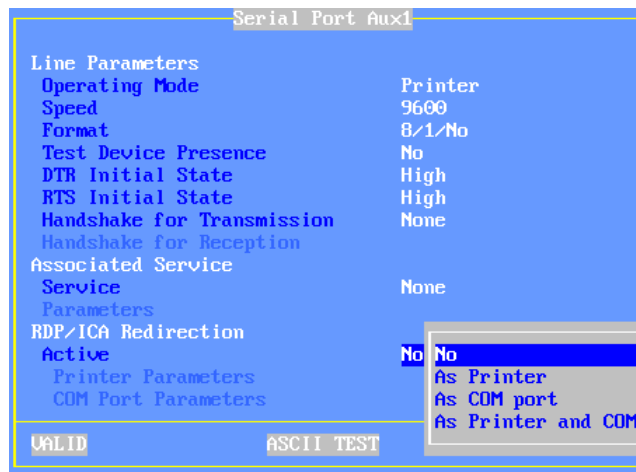 Serial Port Aux1
Line Parameters
Operating Mode Printer
Speed 9600
Format 8/1/No
Test Device Presence No
DTR Initial State High
RTS Initial State High
Handshake for Transmission None
Handshake for Reception
Associated Service
Service None
Parameters
RDP/ICA Redirection
Active No No
Printer Parameters As Printer
COM Port Parameters As COM port
As Printer and COM
VALID ASCII TEST